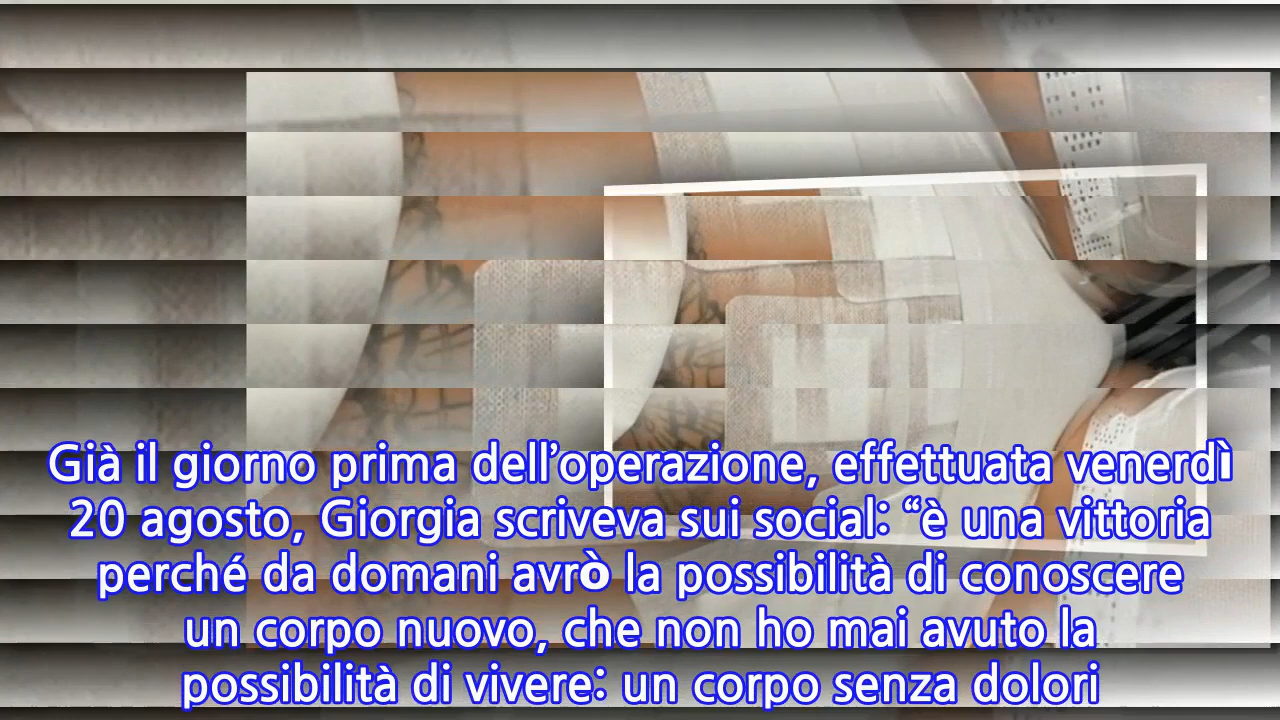 Già il giorno prima dell’operazione, effettuata venerdì
20 agosto, Giorgia scriveva sui social: “è una vittoria
perché da domani avrò la possibilità di conoscere
un corpo nuovo, che non ho mai avuto la
possibilità di vivere: un corpo senza dolori